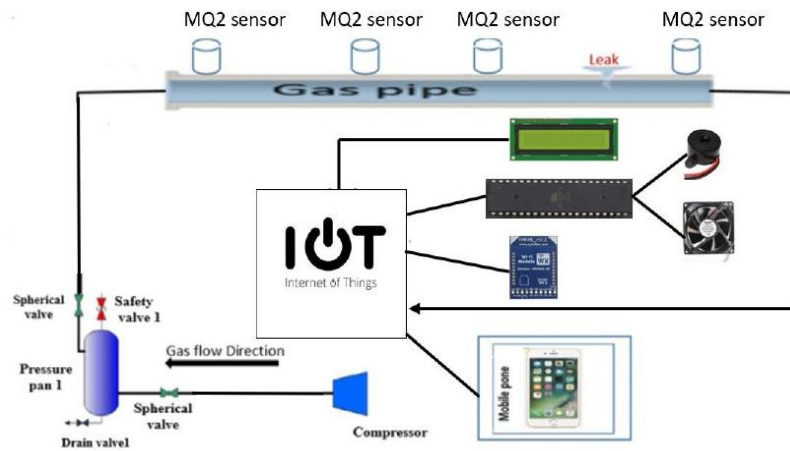 MQ2 sensor
MQ2 sensor
MQ2 sensor
MQ2 sensor
Leak
Gas pipe
IOT
Internet of Things
Spherical
valve
Safety
valve 1
Gas flow Direction
Pressure
pan 1
Spherical
valve
Drain valve1
Compressor
Mobile pone